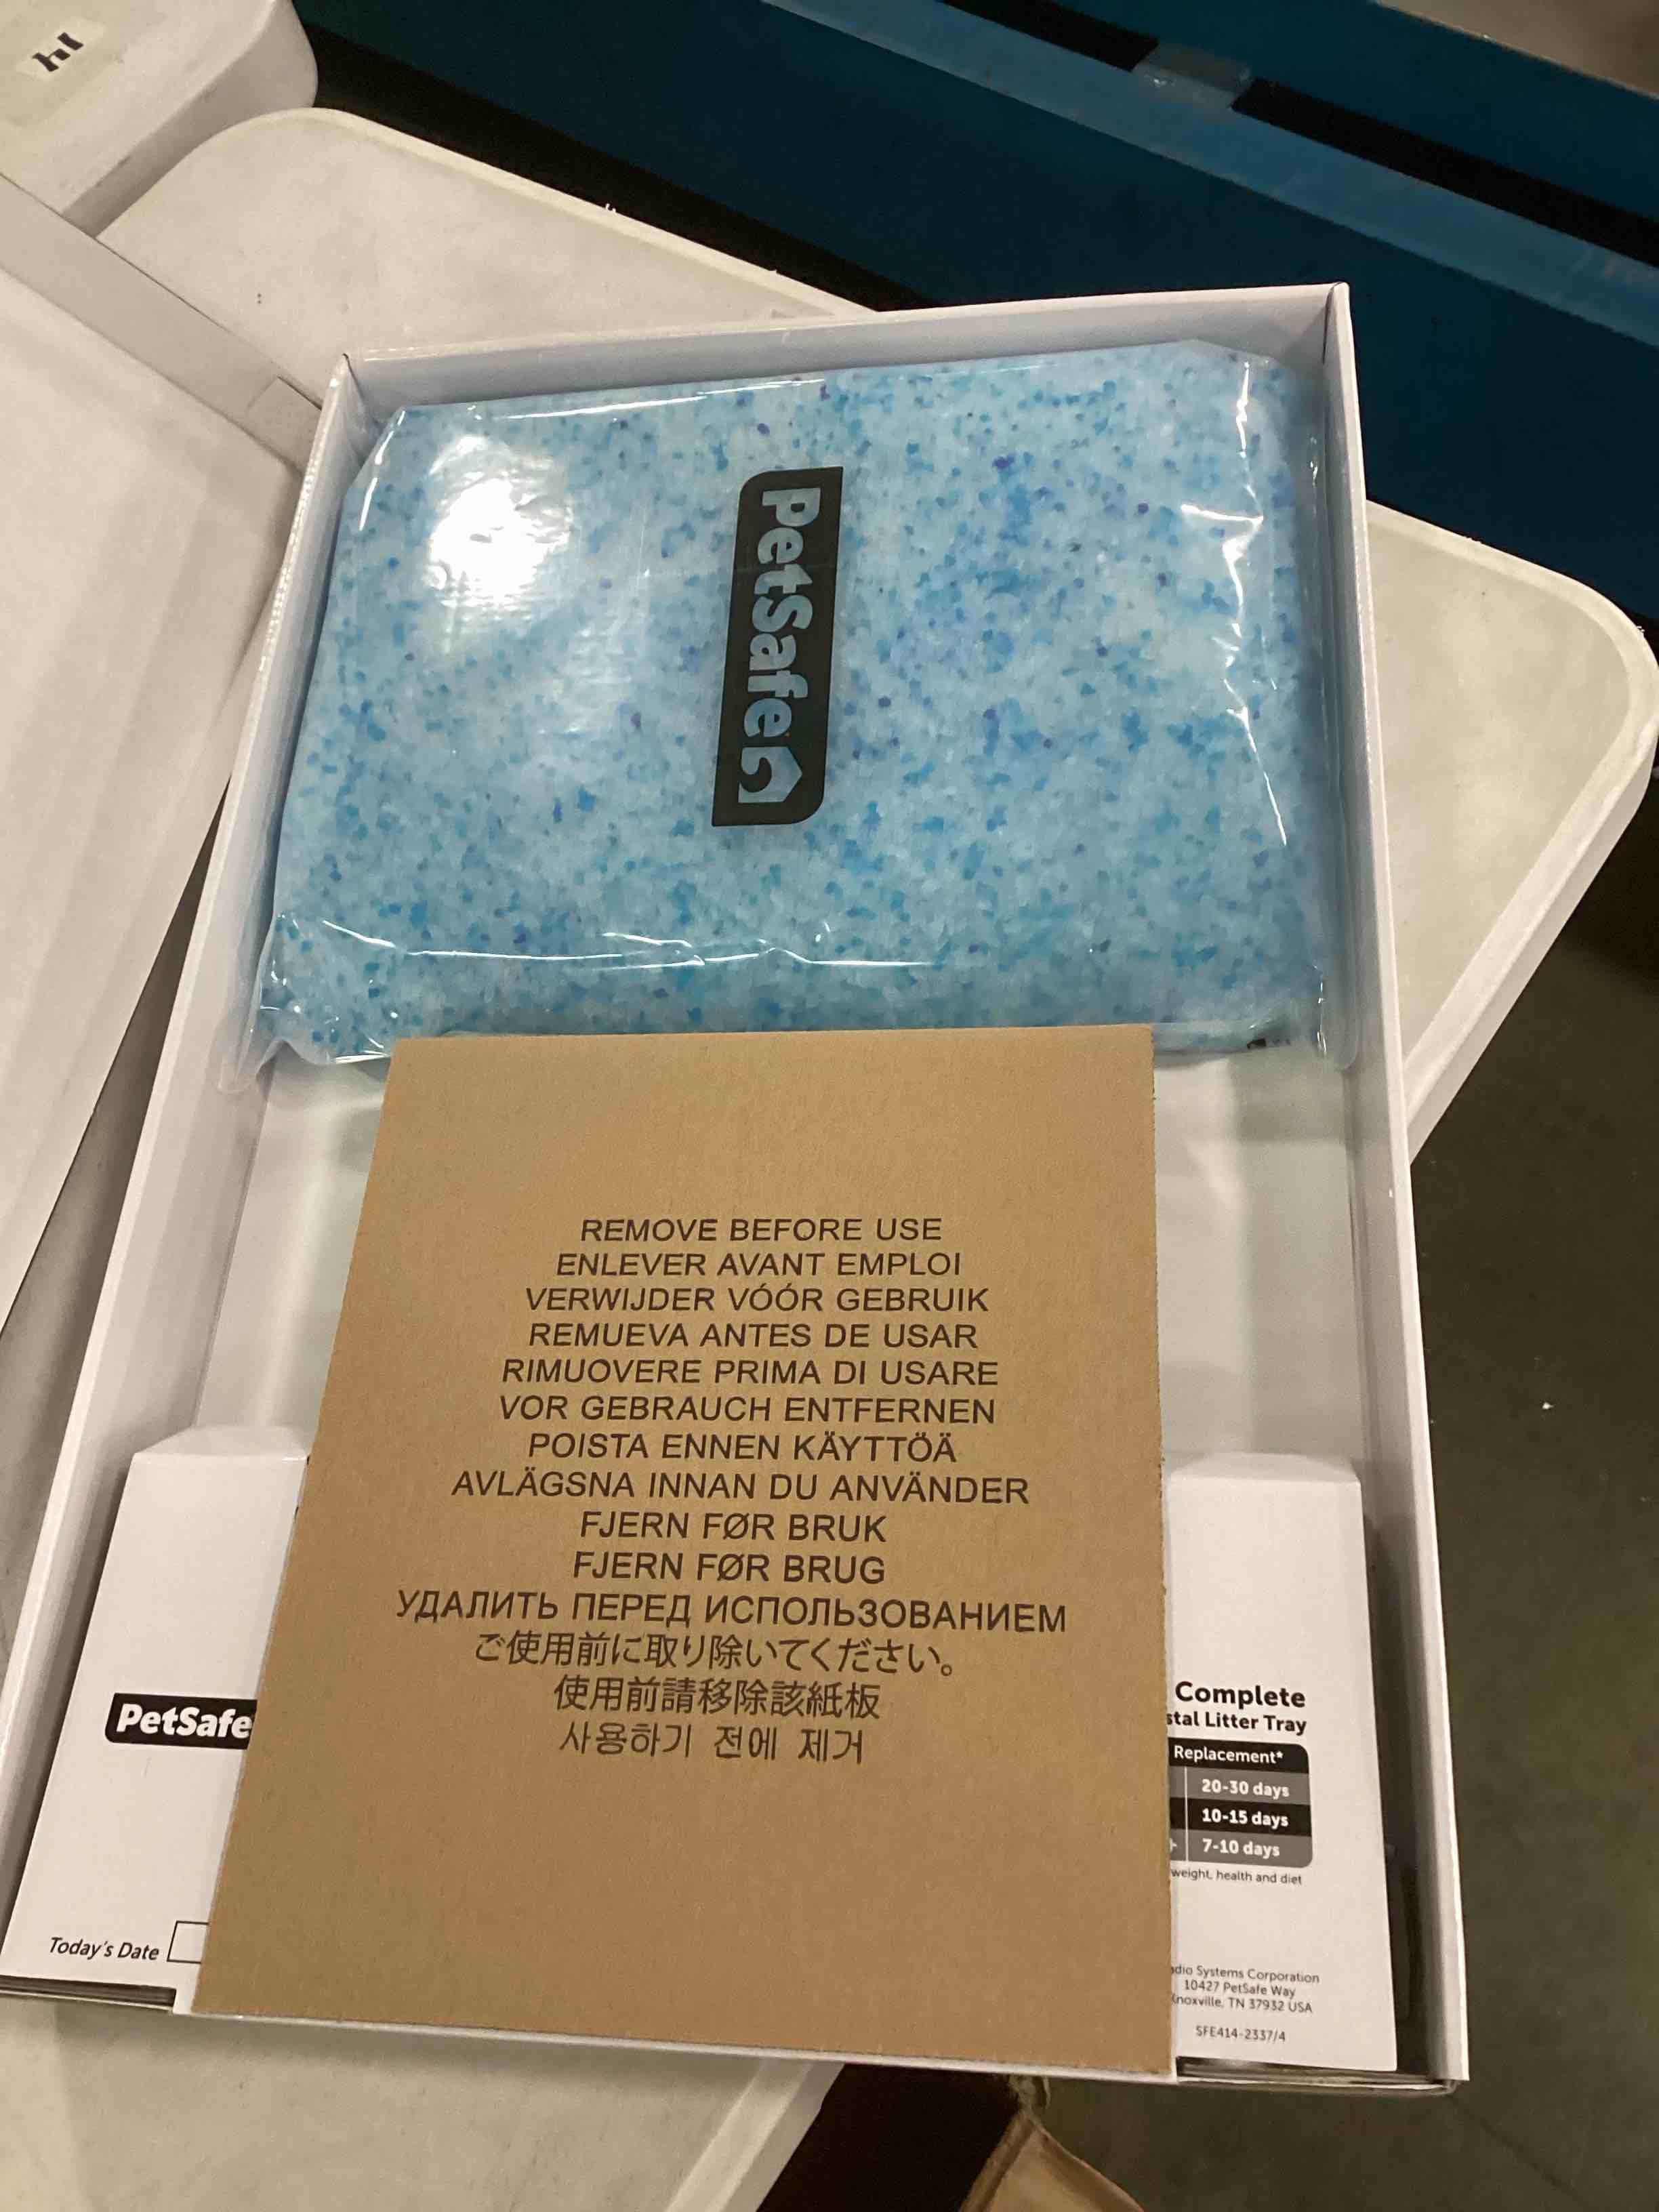 PetSafe
REMOVE BEFORE USE
ENLEVER AVANT EMPLOI
VERWIJDER VÓÓR GEBRUIK
REMUEVA ANTES DE USAR
RIMUOVERE PRIMA DI USARE
VOR GEBRAUCH ENTFERNEN
POISTA ENNEN KÄYTTÖÄ
AVLÄGSNA INNAN DU ANVÄNDER
FJERN FØR BRUK
FJERN FØR BRUG
УДАЛИТЬ ПЕРЕД ИСПОЛЬЗОВАНИЕМ
ご使用前に取り除いてください。
使用前請移除該紙板
사용하기 전에 제거
PetSafe
Today's Date
Complete
stal Litter Tray
Replacement*
20-30 days
10-15 days
+ 7-10 days
weight, health and diet
dio Systems Corporation
10427 PetSafe Way
noxville, TN 37932 USA
SFE414-2337/4